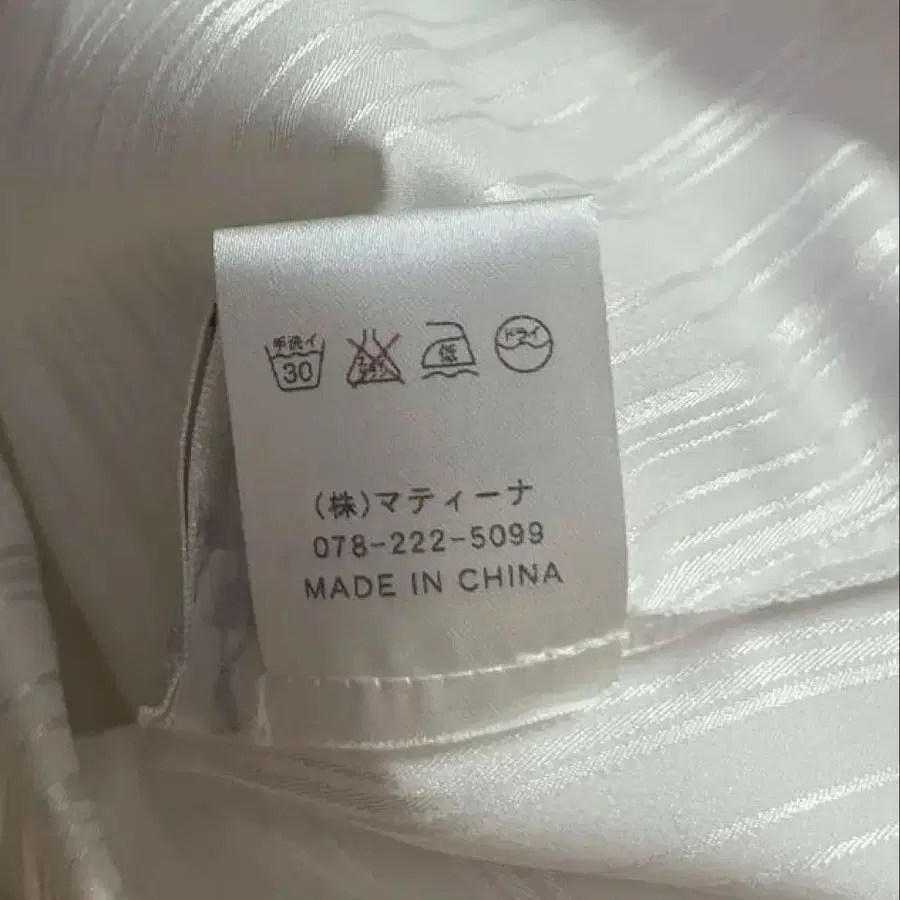 手洗イ 30 低 ドライ
(株)マティーナ
078-222-5099
MADE IN CHINA